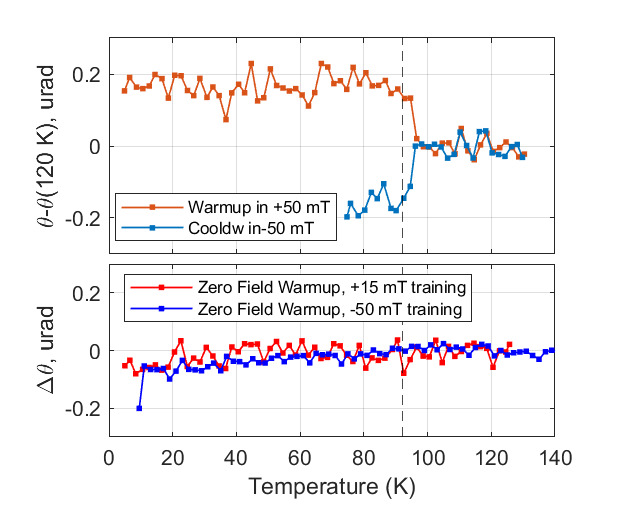 θ-θ(120 K), urad
0.2
0
-0.2
Warmup in +50 mT
Cooldw in-50 mT
Δθ, urad
0.2
0
-0.2
Zero Field Warmup, +15 mT training
Zero Field Warmup, -50 mT training
0 20 40 60 80 100 120 140
Temperature (K)